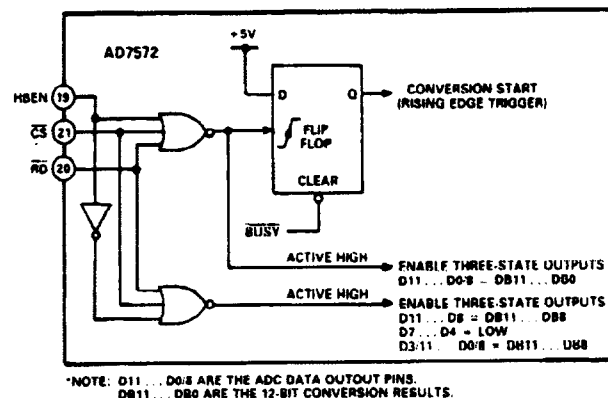 +5V
AD7572
HBEN 19
CS 21
RD 20
D Q
CONVERSION START
(RISING EDGE TRIGGER)
FLIP
FLOP
CLEAR
BUSY
ACTIVE HIGH
ENABLE THREE-STATE OUTPUTS
D11 . . . D0/8 = DB11 . . . DB0
ACTIVE HIGH
ENABLE THREE-STATE OUTPUTS
D11 . . . D8 = DB11 . . . DB8
D7 . . . D4 = LOW
D3/11 . . . D0/8 = DB11 . . . DB8
*NOTE: D11 . . . D0/8 ARE THE ADC DATA OUTOUT PINS.
DB11 . . . DB0 ARE THE 12-BIT CONVERSION RESULTS.